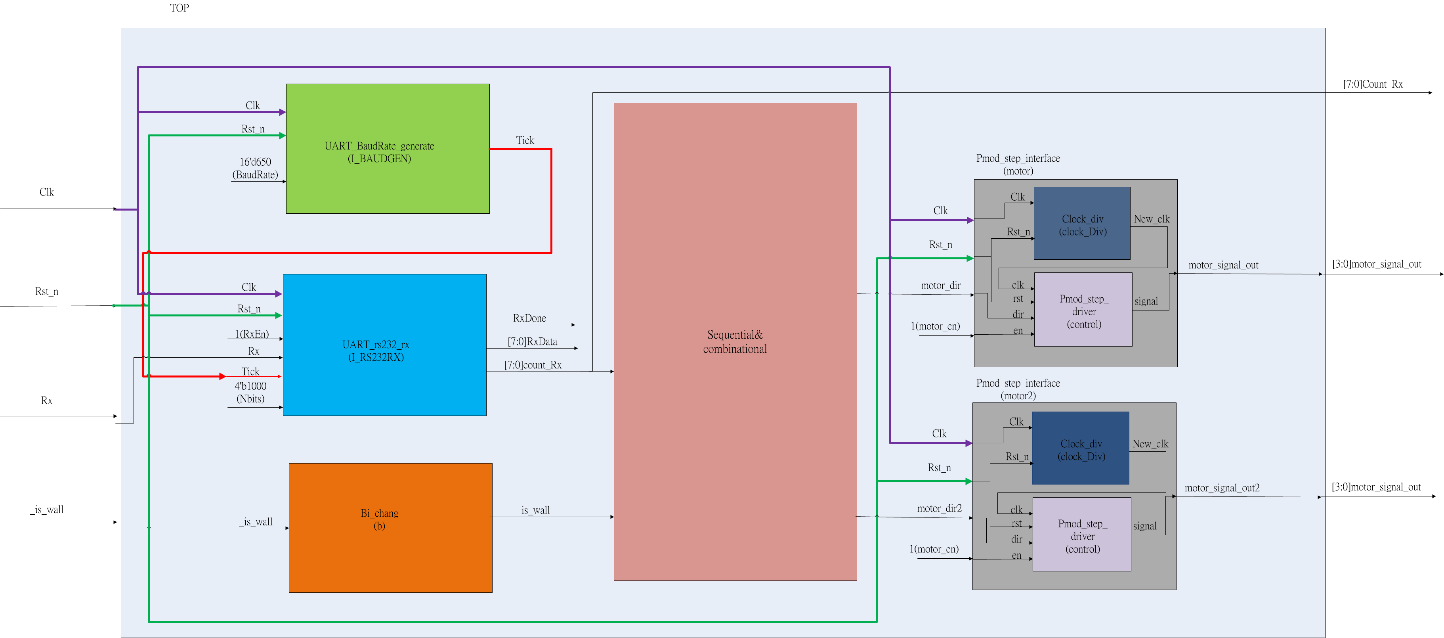 TOP
Clk
Rst_n
Rx
_is_wall
Clk
Rst_n
16'd650
(BaudRate)
UART_BaudRate_generate
(I_BAUDGEN)
Tick
Clk
Rst_n
1(RxEn)
Rx
Tick
4'b1000
(Nbits)
UART_rs232_rx
(I_RS232RX)
RxDone
[7:0]RxData
[7:0]count_Rx
_is_wall
Bi_chang
(b)
is_wall
Sequential&
combinational
[7:0]Count_Rx
Pmod_step_interface
(motor)
Clk
Rst_n
motor_dir
1(motor_en)
Clk
Rst_n
Clock_div
(clock_Div)
New_clk
clk
rst
dir
en
Pmod_step_
driver
(control)
signal
motor_signal_out
[3:0]motor_signal_out
Pmod_step_interface
(motor2)
Clk
Rst_n
motor_dir2
1(motor_en)
Clk
Rst_n
Clock_div
(clock_Div)
New_clk
clk
rst
dir
en
Pmod_step_
driver
(control)
signal
motor_signal_out2
[3:0]motor_signal_out